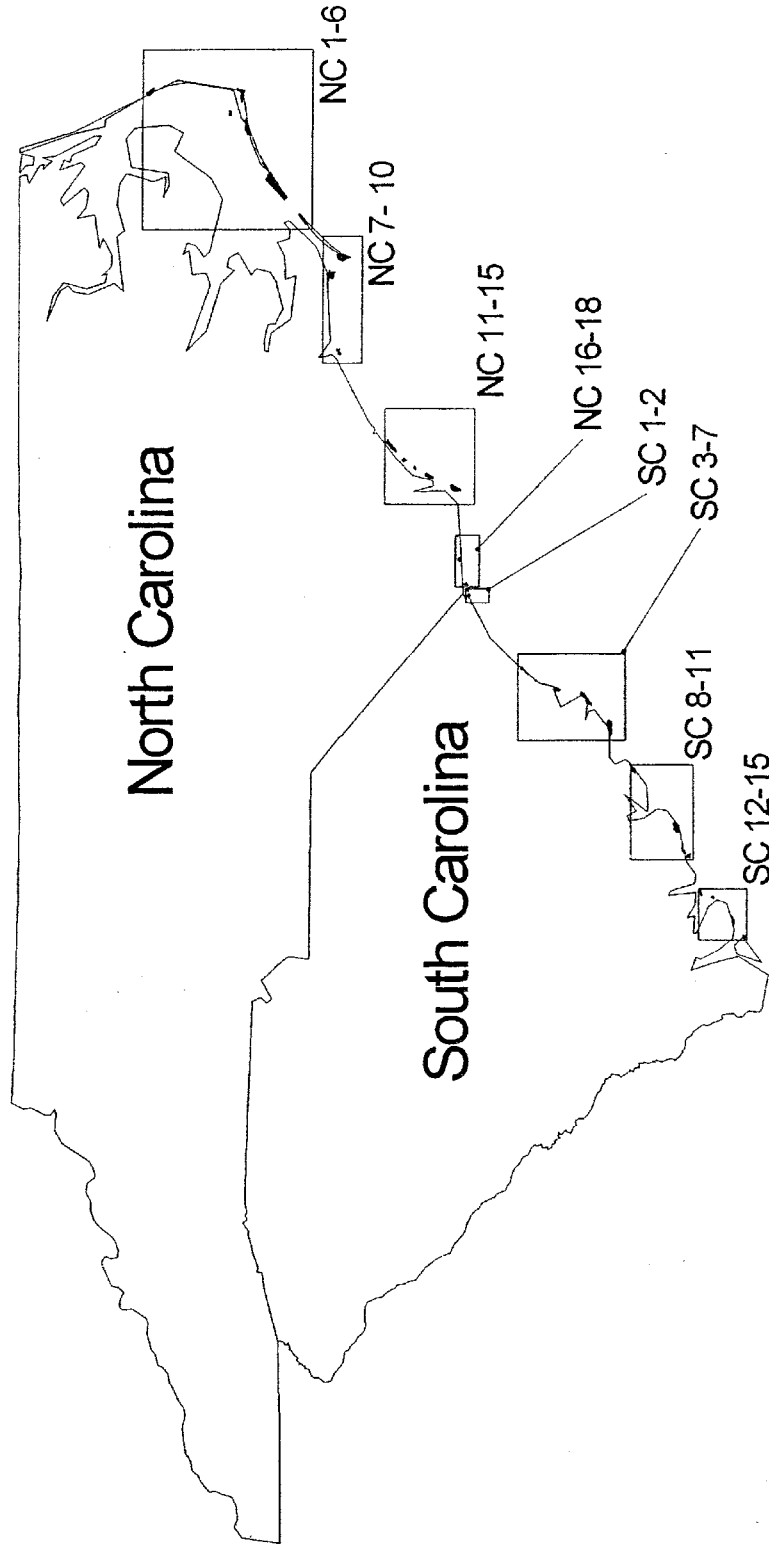 North Carolina
South Carolina
NC 1-6
NC 7- 10
NC 11-15
NC 16-18
SC 1-2
SC 3-7
SC 8-11
SC 12-15